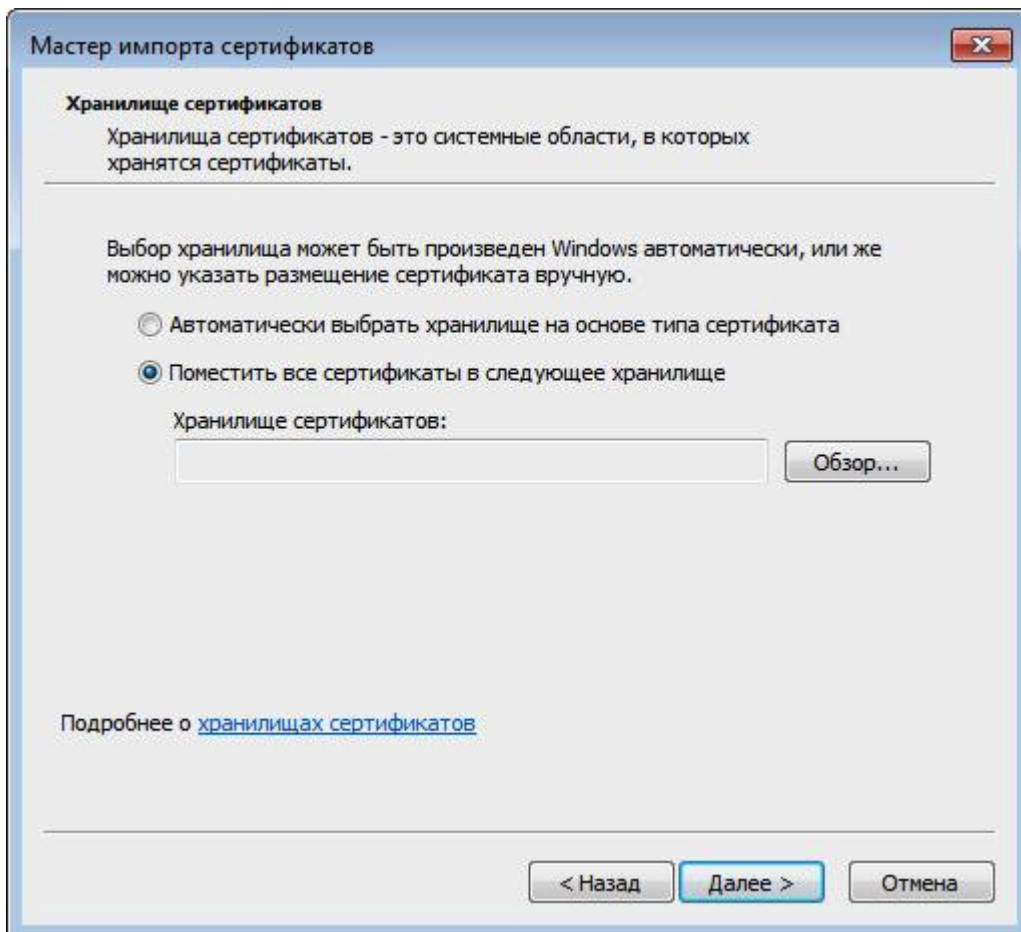 Мастер импорта сертификатов
Хранилище сертификатов
Хранилища сертификатов - это системные области, в которых
хранятся сертификаты.
Выбор хранилища может быть произведен Windows автоматически, или же
можно указать размещение сертификата вручную.
Автоматически выбрать хранилище на основе типа сертификата
Поместить все сертификаты в следующее хранилище
Хранилище сертификатов:
Обзор...
Подробнее о хранилищах сертификатов
< Назад Далее > Отмена